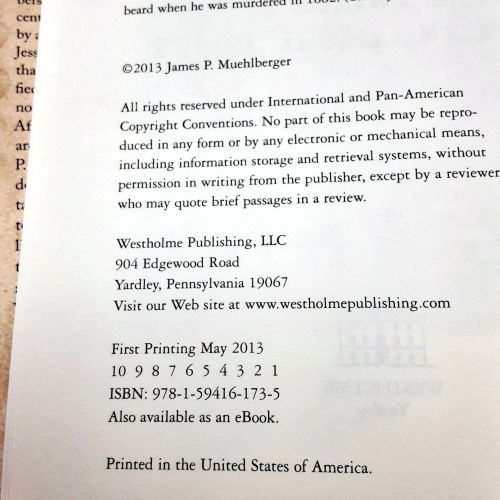 beard when he was murdered in 1882.
©2013 James P. Muehlberger
All rights reserved under International and Pan-American
Copyright Conventions. No part of this book may be repro-
duced in any form or by any electronic or mechanical means,
including information storage and retrieval systems, without
permission in writing from the publisher, except by a reviewer
who may quote brief passages in a review.
Westholme Publishing, LLC
904 Edgewood Road
Yardley, Pennsylvania 19067
Visit our Web site at www.westholmepublishing.com
First Printing May 2013
10 9 8 7 6 5 4 3 2 1
ISBN: 978-1-59416-173-5
Also available as an eBook.
Printed in the United States of America.